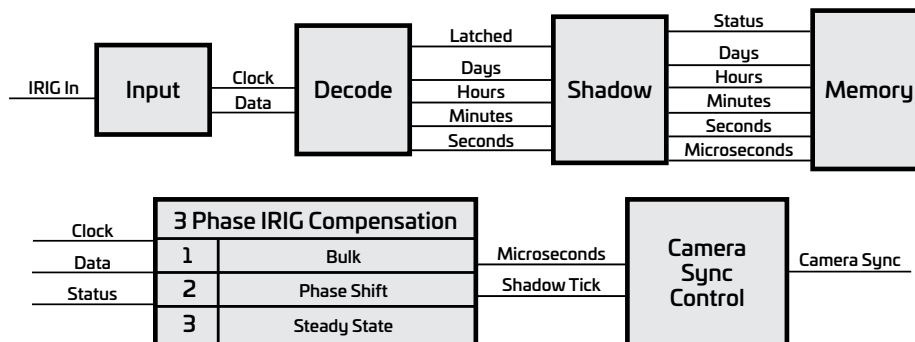 IRIG In
Input
Clock
Data
Decode
Latched
Days
Hours
Minutes
Seconds
Shadow
Status
Days
Hours
Minutes
Seconds
Microseconds
Memory
Clock
Data
Status
3 Phase IRIG Compensation
1 Bulk
2 Phase Shift
3 Steady State
Microseconds
Shadow Tick
Camera
Sync
Control
Camera Sync